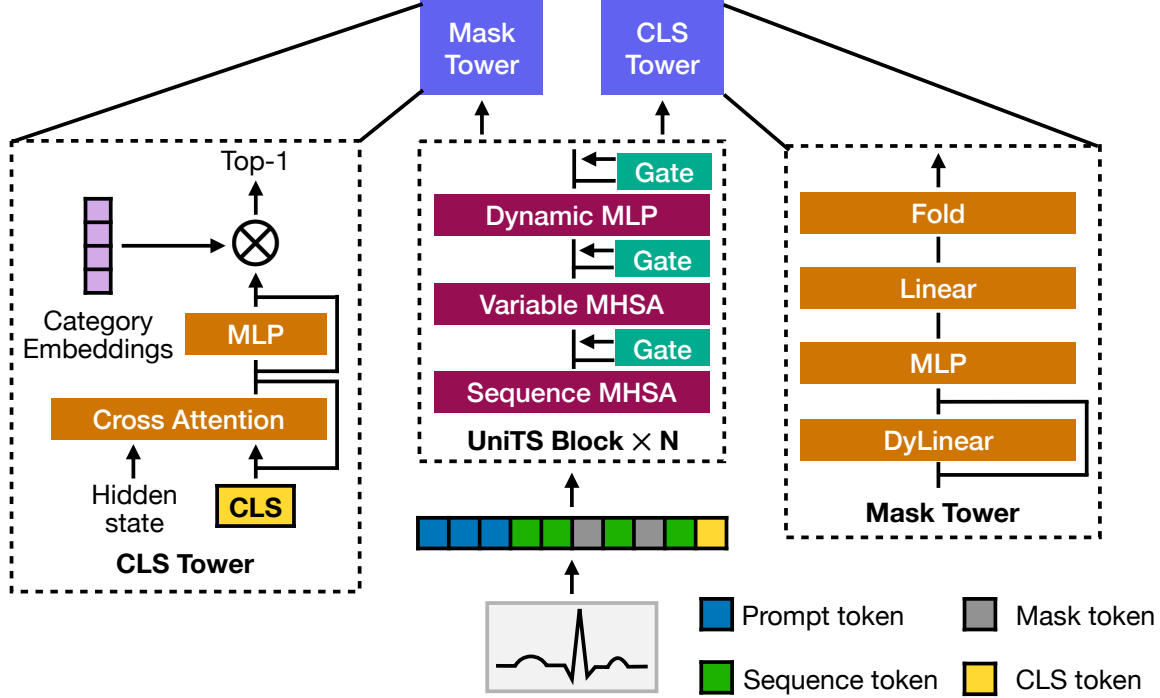 Mask
Tower
CLS
Tower
Top-1
Category
Embeddings
MLP
Cross Attention
Hidden
state
CLS
CLS Tower
Gate
Dynamic MLP
Gate
Variable MHSA
Gate
Sequence MHSA
UniTS Block × N
Fold
Linear
MLP
DyLinear
Mask Tower
Prompt token
Mask token
Sequence token
CLS token